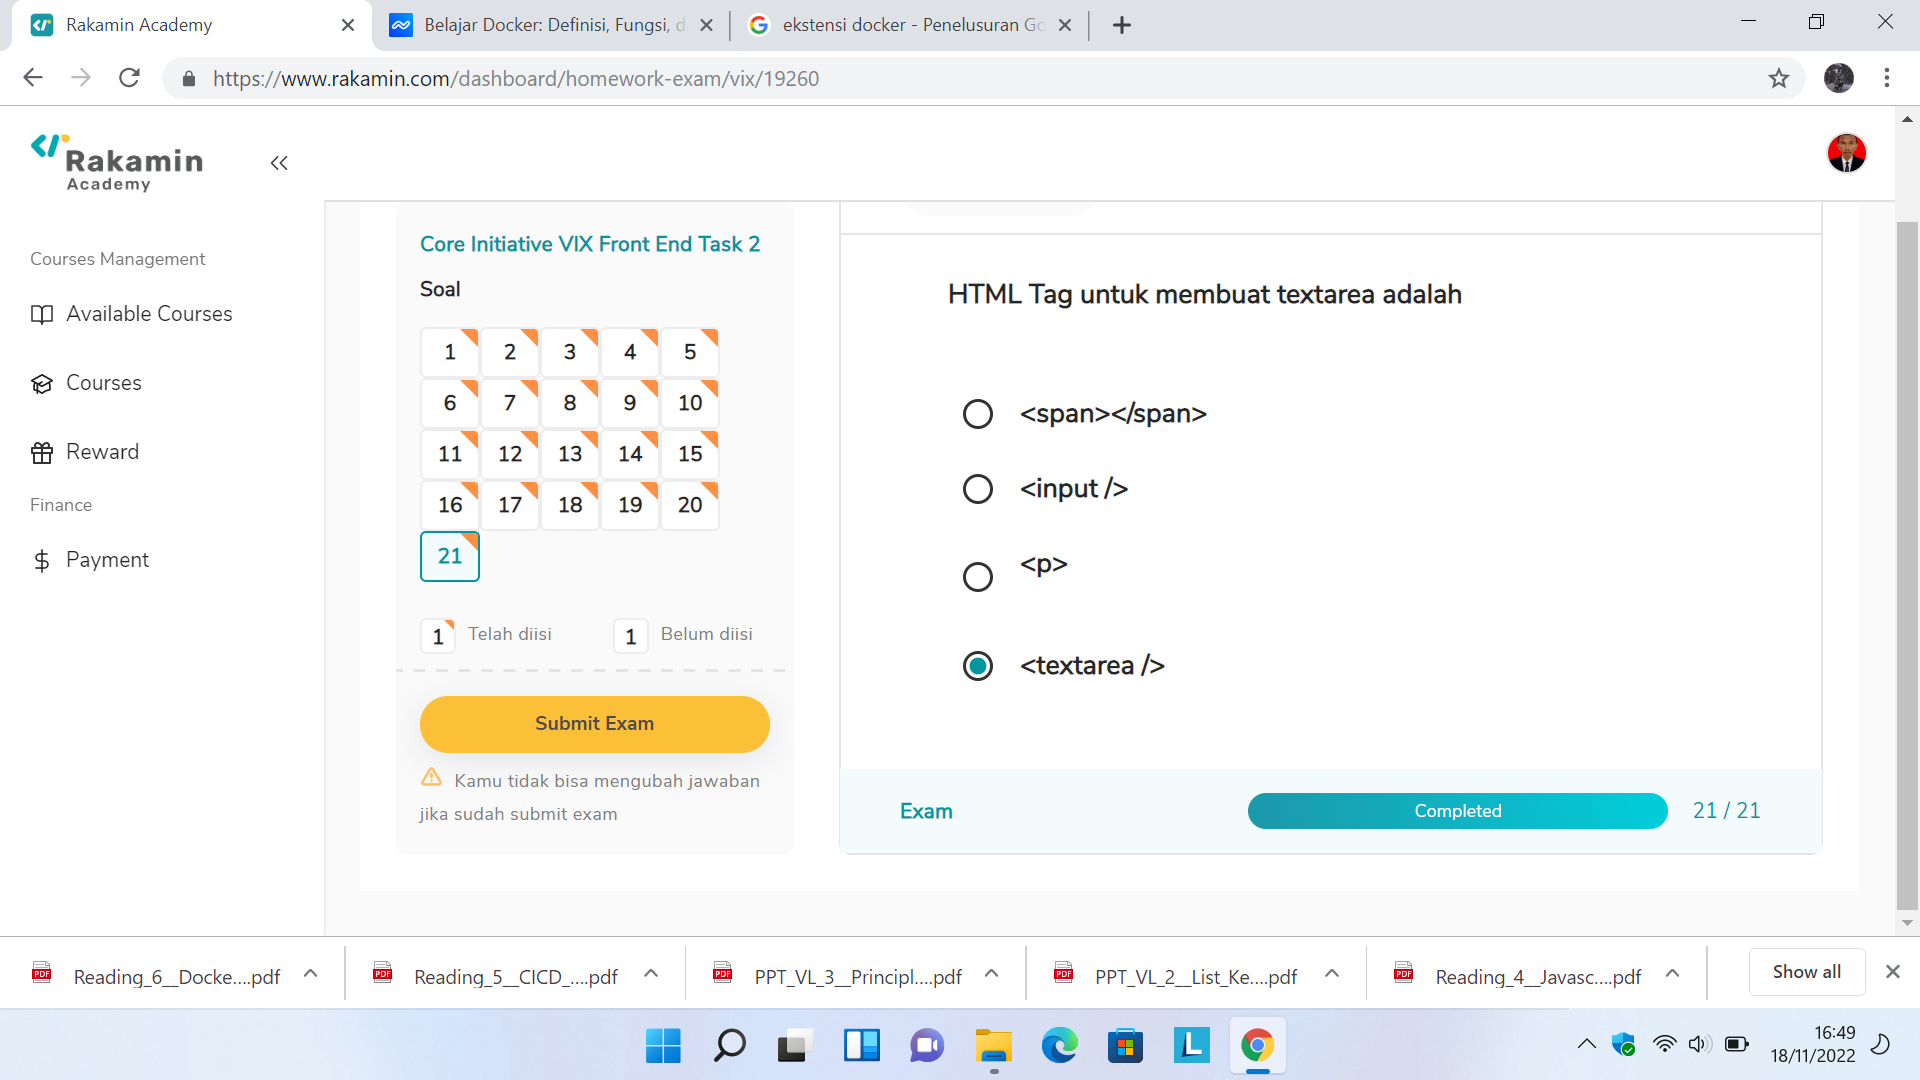 Rakamin Academy
Belajar Docker: Definisi, Fungsi, d
ekstensi docker - Penelusuran Go
https://www.rakamin.com/dashboard/homework-exam/vix/19260
Rakamin
Academy
Courses Management
Available Courses
Courses
Reward
Finance
Payment
Core Initiative VIX Front End Task 2
Soal
1 2 3 4 5
6 7 8 9 10
11 12 13 14 15
16 17 18 19 20
21
1 Telah diisi 1 Belum diisi
Submit Exam
Kamu tidak bisa mengubah jawaban
jika sudah submit exam
HTML Tag untuk membuat textarea adalah
<span></span>
<input />
<p>
<textarea />
Exam
Completed
21 / 21
Reading_6__Docke....pdf
Reading_5__CICD_....pdf
PPT_VL_3__Principl....pdf
PPT_VL_2__List_Ke....pdf
Reading_4__Javasc....pdf
Show all
16:49
18/11/2022